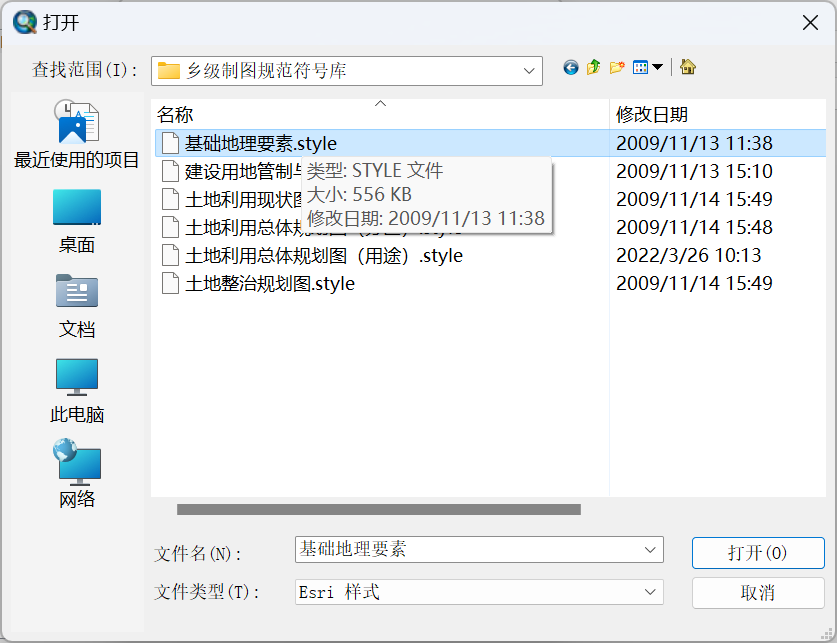 打开
查找范围(I):
乡级制图规范符号库
最近使用的项目
桌面
文档
此电脑
网络
名称 修改日期
基础地理要素.style 2009/11/13 11:38
建设用地管制与 2009/11/13 15:10
土地利用现状图 2009/11/14 15:49
土地利用总体规划图 .style 2009/11/14 15:48
土地利用总体规划图（用途）.style 2022/3/26 10:13
土地整治规划图.style 2009/11/14 15:49
类型: STYLE 文件
大小: 556 KB
修改日期: 2009/11/13 11:38
文件名(N):
基础地理要素
打开(O)
文件类型(T):
Esri 样式
取消